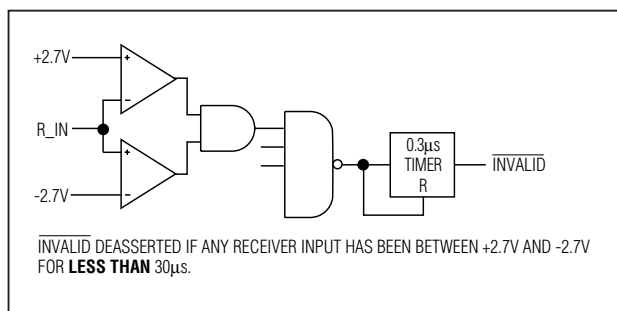 +2.7V
+
-
R_IN
+
-
-2.7V
0.3µs
TIMER
R
INVALID
INVALID DEASSERTED IF ANY RECEIVER INPUT HAS BEEN BETWEEN +2.7V AND -2.7V
FOR LESS THAN 30µs.